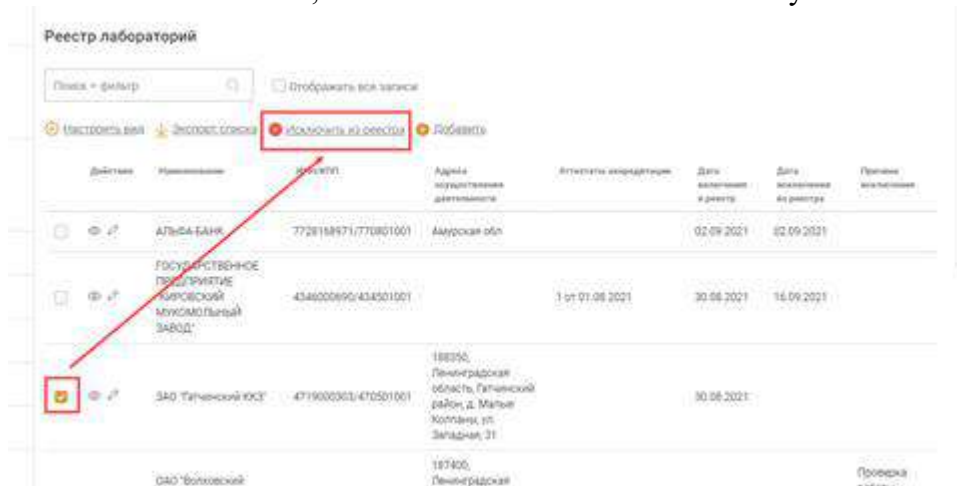 Реестр лабораторий
Поиск + фильтр
Отображать все записи
Настроить вид Экспорт списка Исключить из реестра Добавить
Действия Наименование ИНН/КПП Адреса осуществления деятельности Аттестаты аккредитации Дата включения в реестр Дата исключения из реестра Причина исключения
АЛЬФА-БАНК 7728168971/770801001 Амурская обл 02.09.2021 02.09.2021
ГОСУДАРСТВЕННОЕ
ПРЕДПРИЯТИЕ
"КИРОВСКИЙ
МУКОМОЛЬНЫЙ
ЗАВОД"
4346000690/434501001 1 от 01.08.2021 30.08.2021 16.09.2021
ЗАО "Гатчинский ККЗ" 4719000303/470501001
188350,
Ленинградская
область, Гатчинский
район, д. Малые
Колпаны, ул.
Западная, 31
30.08.2021
ОАО "Волховский
187400,
Ленинградская
Проверка